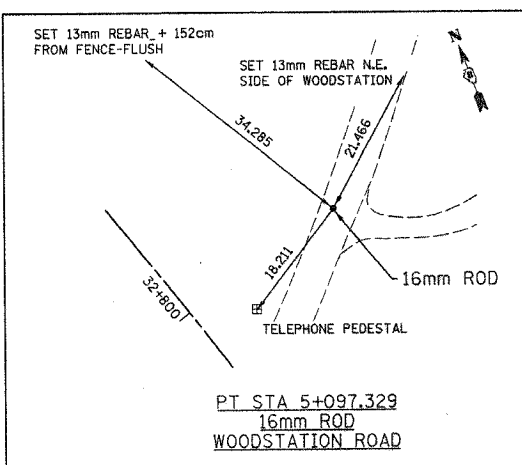 SET 13mm REBAR + 152cm
FROM FENCE-FLUSH
SET 13mm REBAR N.E.
SIDE OF WOODSTATION
N
34.285
21.466
18.211
16mm ROD
32+800
TELEPHONE PEDESTAL
PT STA 5+097.329
16mm ROD
WOODSTATION ROAD